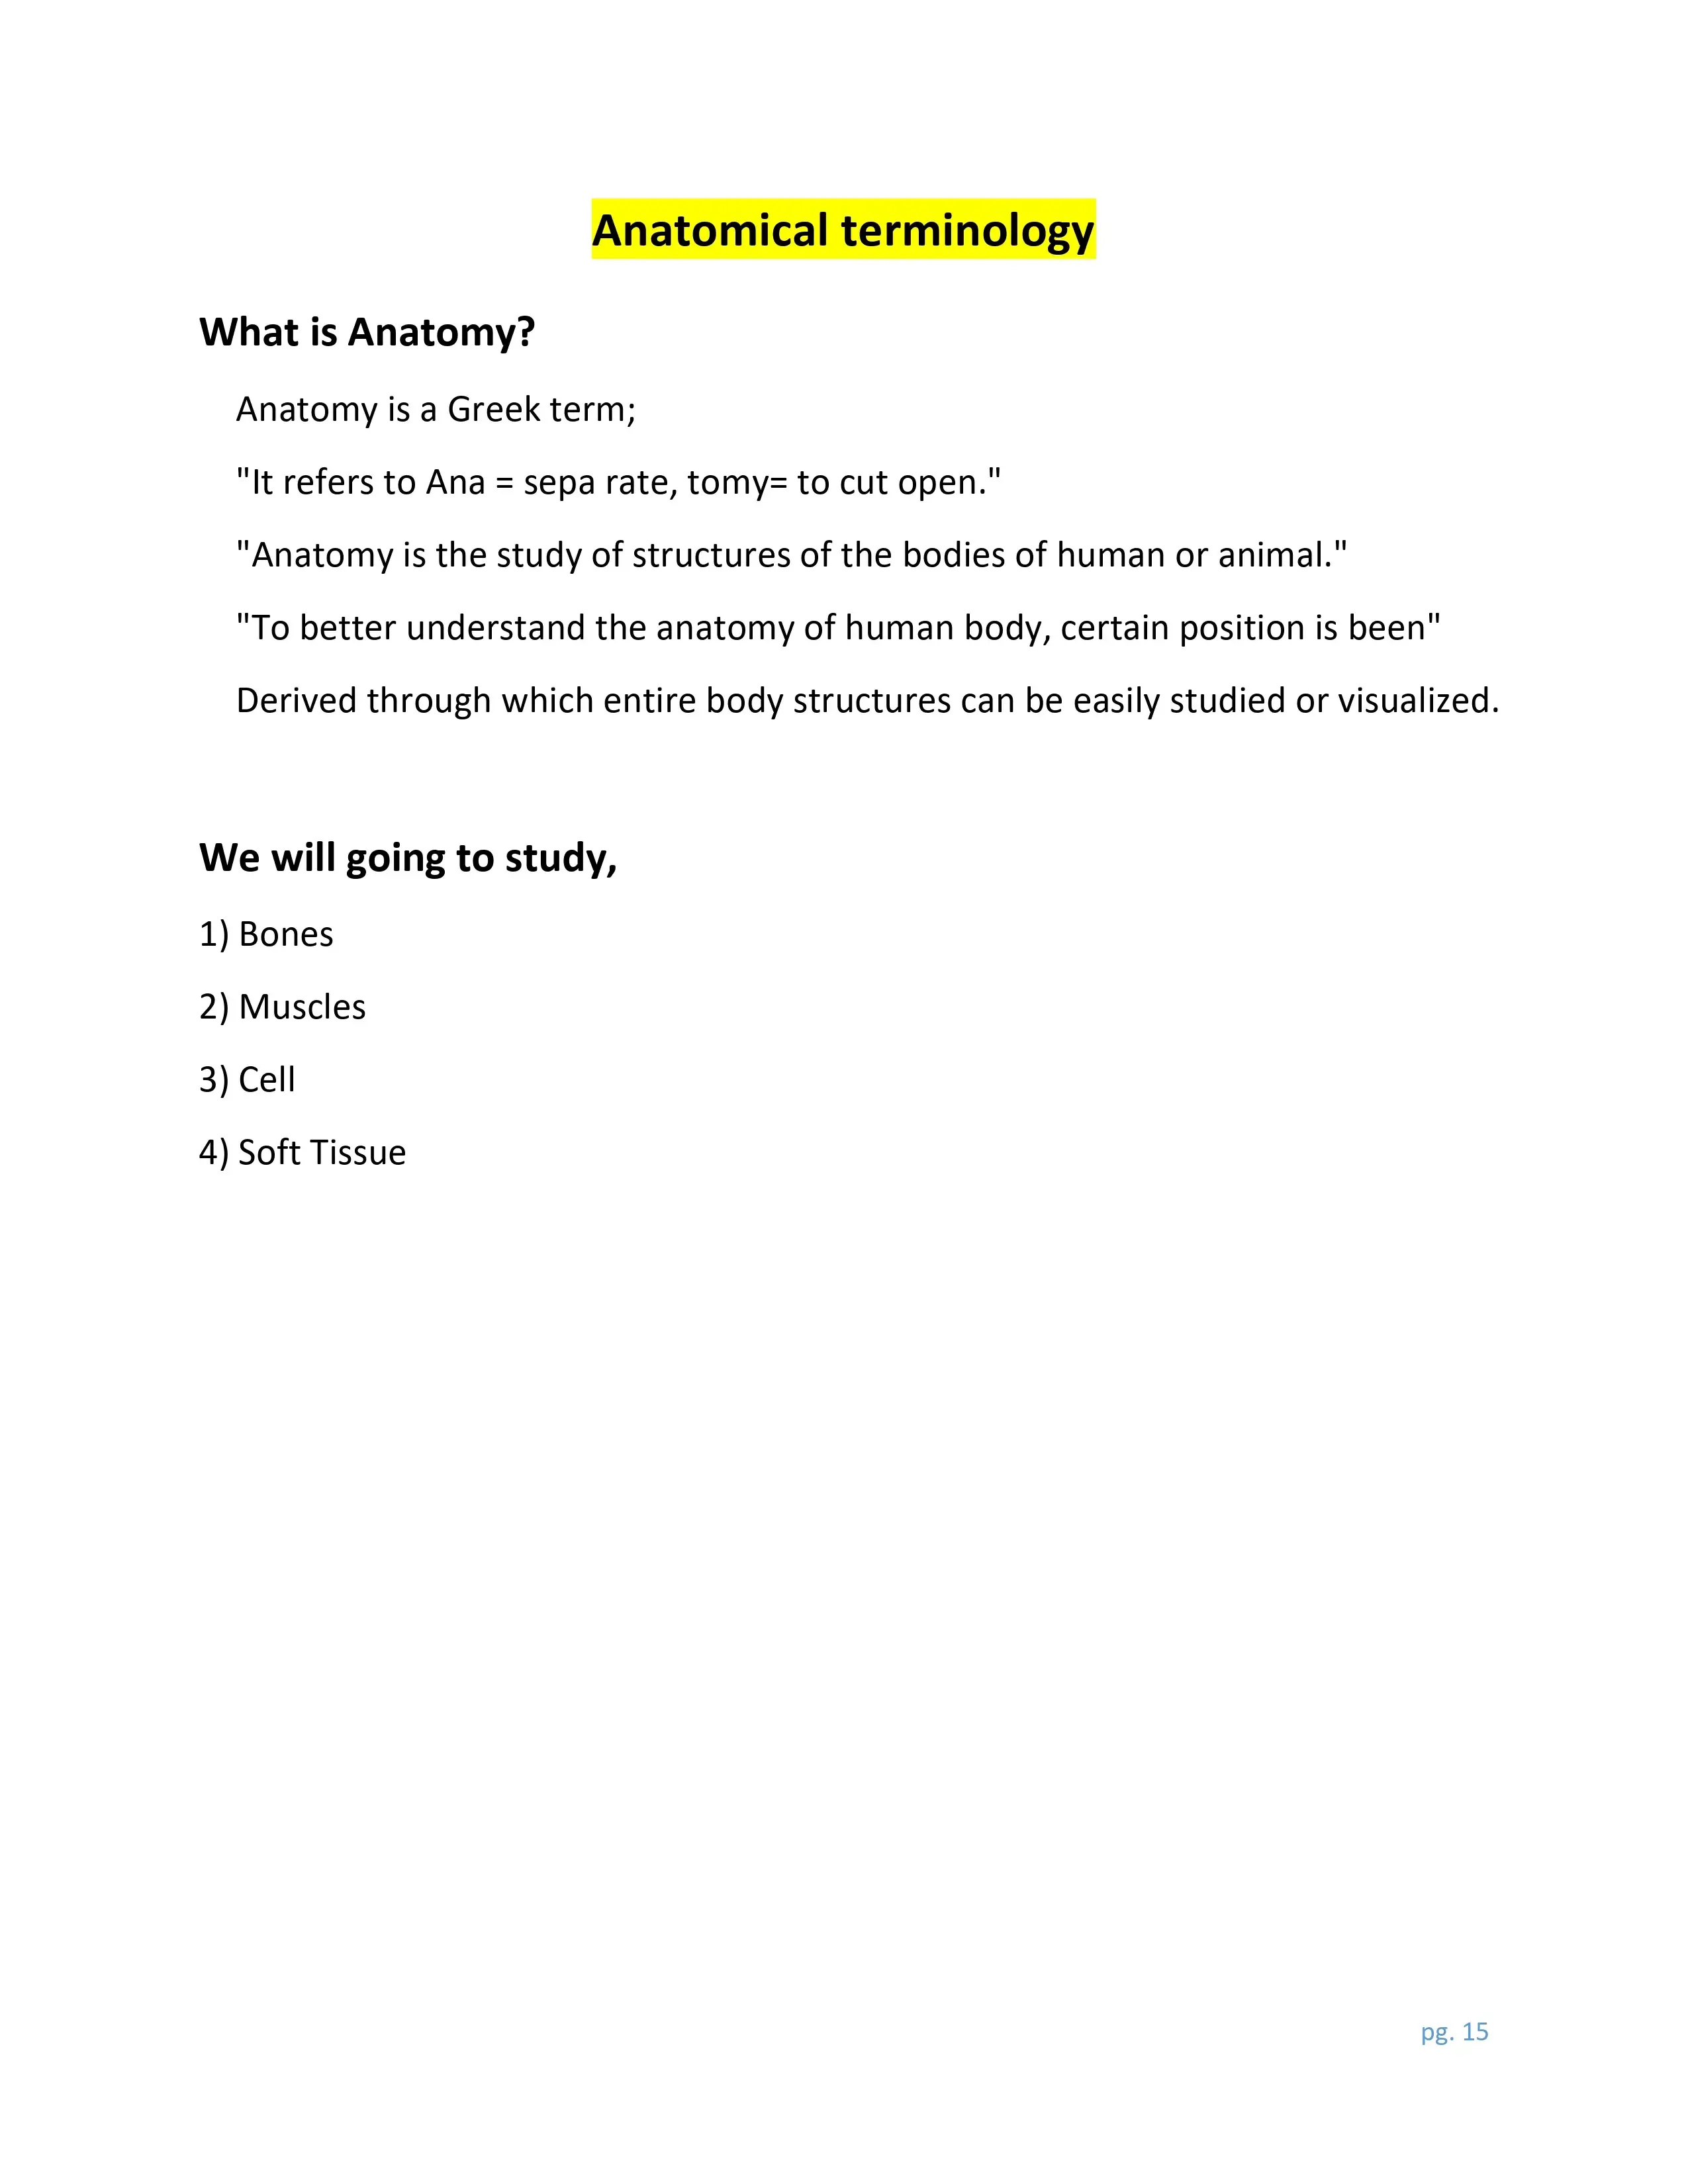 Anatomical terminology
What is Anatomy?
Anatomy is a Greek term;
"It refers to Ana = sepa rate, tomy= to cut open."
"Anatomy is the study of structures of the bodies of human or animal."
"To better understand the anatomy of human body, certain position is been"
Derived through which entire body structures can be easily studied or visualized.
We will going to study,
1) Bones
2) Muscles
3) Cell
4) Soft Tissue
pg. 15